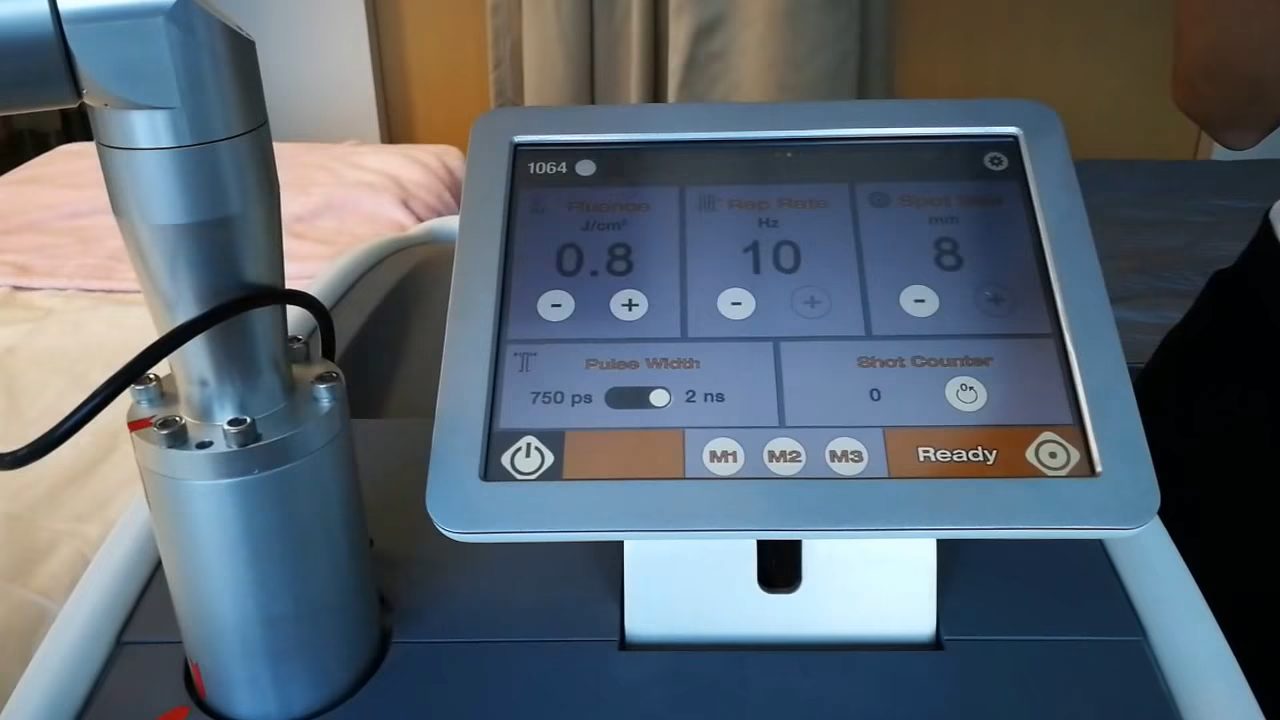 1064
Fluence
J/cm²
0.8
- +
Rep Rate
Hz
10
- +
Spot Size
mm
8
- +
Pulse Width
750 ps 2 ns
Shot Counter
0
M1 M2 M3
Ready